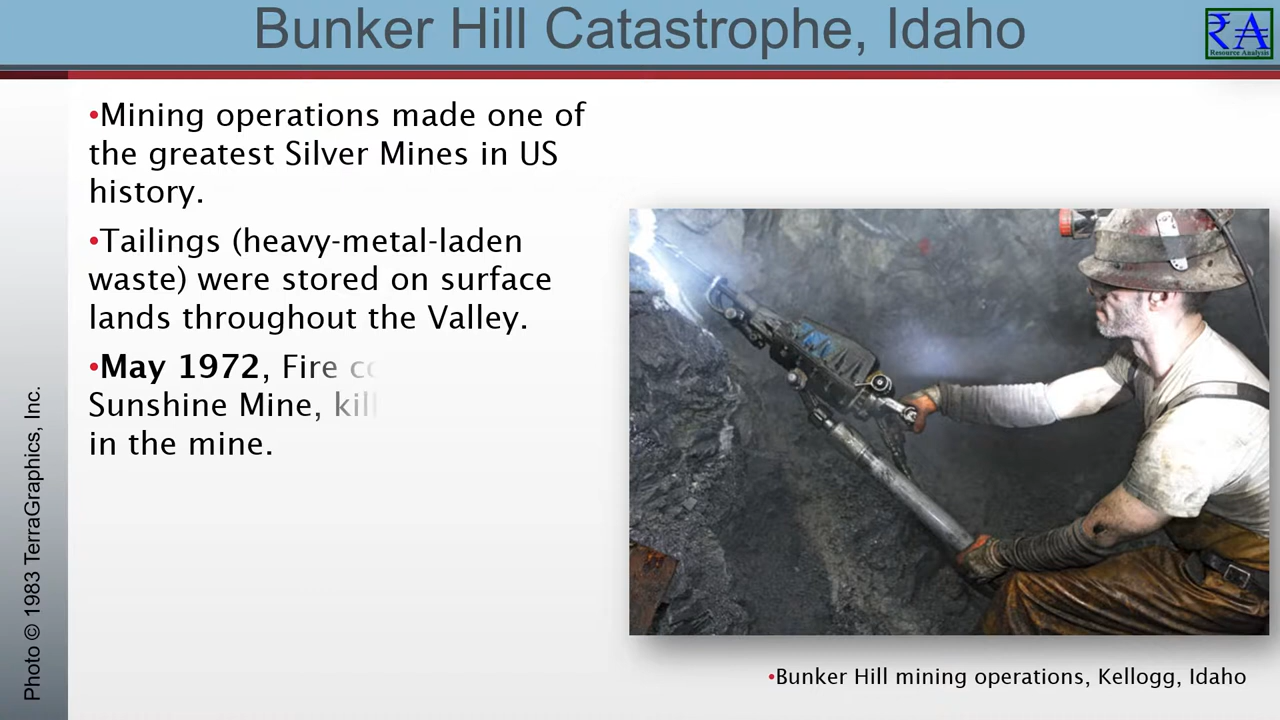 Bunker Hill Catastrophe, Idaho
₹A
Resource Analysis
•Mining operations made one of
the greatest Silver Mines in US
history.
•Tailings (heavy-metal-laden
waste) were stored on surface
lands throughout the Valley.
•May 1972, Fire
Sunshine Mine,
in the mine.
Photo © 1983 TerraGraphics, Inc.
•Bunker Hill mining operations, Kellogg, Idaho